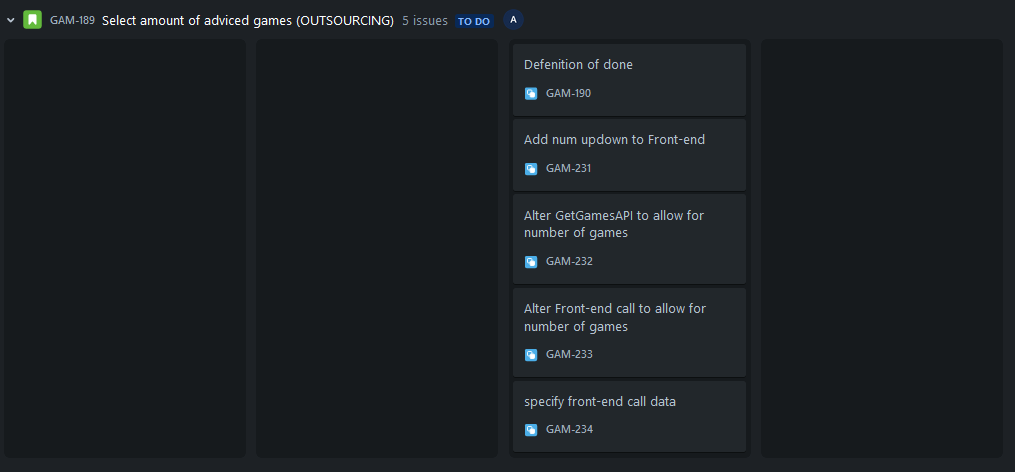 GAM-189 Select amount of adviced games (OUTSOURCING) 5 issues TO DO A
Defenition of done
GAM-190
Add num updown to Front-end
GAM-231
Alter GetGamesAPI to allow for
number of games
GAM-232
Alter Front-end call to allow for
number of games
GAM-233
specify front-end call data
GAM-234